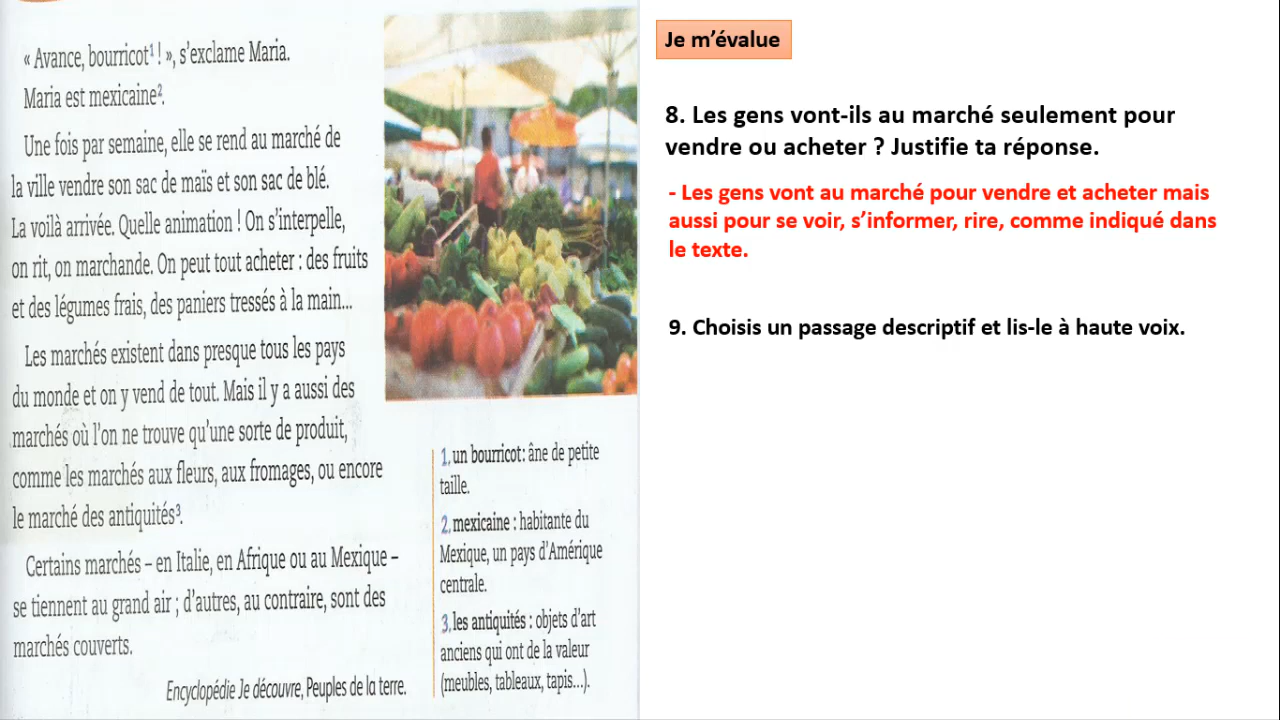 « Avance, bourricot¹ ! », s’exclame Maria.
Maria est mexicaine².
Une fois par semaine, elle se rend au marché de
la ville vendre son sac de maïs et son sac de blé.
La voilà arrivée. Quelle animation ! On s’interpelle,
on rit, on marchande. On peut tout acheter : des fruits
et des légumes frais, des paniers tressés à la main...
Les marchés existent dans presque tous les pays
du monde et on y vend de tout. Mais il y a aussi des
marchés où l’on ne trouve qu’une sorte de produit,
comme les marchés aux fleurs, aux fromages, ou encore
le marché des antiquités³.
Certains marchés – en Italie, en Afrique ou au Mexique –
se tiennent au grand air ; d’autres, au contraire, sont des
marchés couverts.
Encyclopédie Je découvre, Peuples de la terre.
1. un bourricot : âne de petite
taille.
2. mexicaine : habitante du
Mexique, un pays d’Amérique
centrale.
3. les antiquités : objets d’art
anciens qui ont de la valeur
(meubles, tableaux, tapis...).
Je m’évalue
8. Les gens vont-ils au marché seulement pour
vendre ou acheter ? Justifie ta réponse.
- Les gens vont au marché pour vendre et acheter mais
aussi pour se voir, s’informer, rire, comme indiqué dans
le texte.
9. Choisis un passage descriptif et lis-le à haute voix.